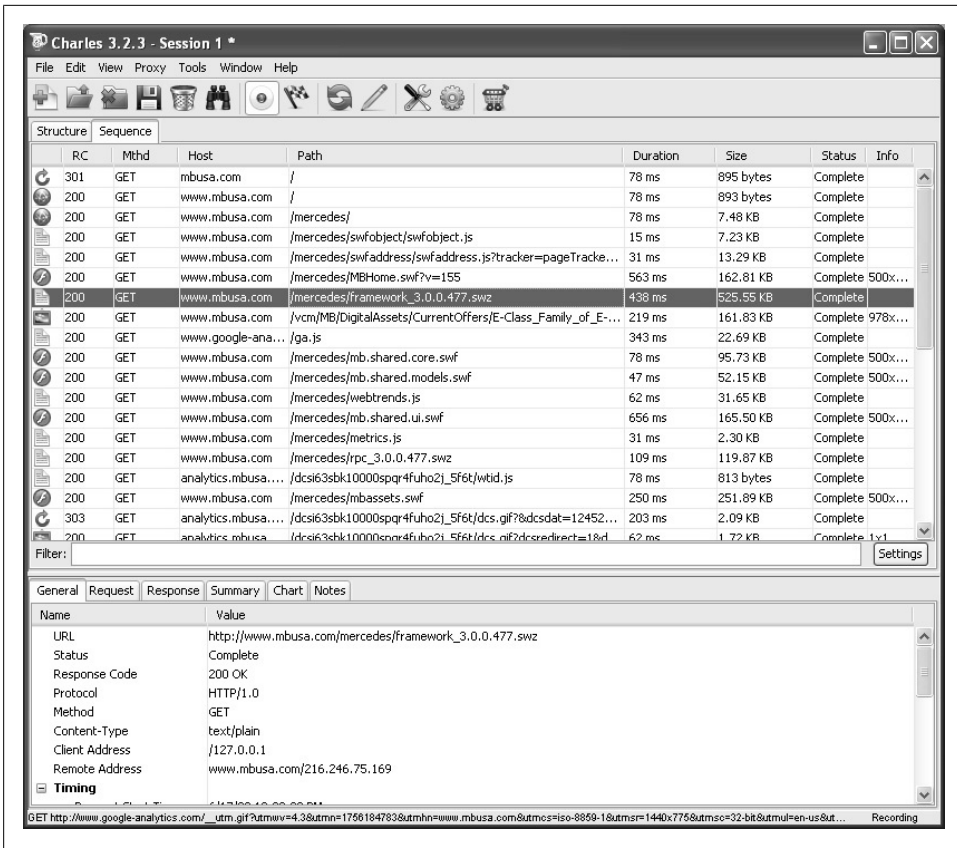 Charles 3.2.3 - Session 1 *
File Edit View Proxy Tools Window Help
Structure Sequence
RC Mthd Host Path Duration Size Status Info
301 GET mbusa.com / 78 ms 895 bytes Complete
200 GET www.mbusa.com / 78 ms 893 bytes Complete
200 GET www.mbusa.com /mercedes/ 78 ms 7.48 KB Complete
200 GET www.mbusa.com /mercedes/swfobject/swfobject.js 15 ms 7.23 KB Complete
200 GET www.mbusa.com /mercedes/swfaddress/swfaddress.js?tracker=pageTracke... 31 ms 13.29 KB Complete
200 GET www.mbusa.com /mercedes/MBHome.swf?v=155 563 ms 162.81 KB Complete 500x...
200 GET www.mbusa.com /mercedes/framework_3.0.0.477.swz 438 ms 525.55 KB Complete
200 GET www.mbusa.com /vcm/MB/DigitalAssets/CurrentOffers/E-Class_Family_of_E-... 219 ms 161.83 KB Complete 978x...
200 GET www.google-ana... /ga.js 343 ms 22.69 KB Complete
200 GET www.mbusa.com /mercedes/mb.shared.core.swf 78 ms 95.73 KB Complete 500x...
200 GET www.mbusa.com /mercedes/mb.shared.models.swf 47 ms 52.15 KB Complete 500x...
200 GET www.mbusa.com /mercedes/webtrends.js 62 ms 31.65 KB Complete
200 GET www.mbusa.com /mercedes/mb.shared.ui.swf 656 ms 165.50 KB Complete 500x...
200 GET www.mbusa.com /mercedes/metrics.js 31 ms 2.30 KB Complete
200 GET www.mbusa.com /mercedes/rpc_3.0.0.477.swz 109 ms 119.87 KB Complete
200 GET analytics.mbusa.... /dcsi63sbk10000spqr4fuho2j_5f6t/wtid.js 78 ms 813 bytes Complete
200 GET www.mbusa.com /mercedes/mbassets.swf 250 ms 251.89 KB Complete 500x...
303 GET analytics.mbusa.... /dcsi63sbk10000spqr4fuho2j_5f6t/dcs.gif?&dcsdat=12452... 203 ms 2.09 KB Complete
200 GET analytics.mbusa /dcsi63sbk10000spqr4fuho2j_5f6t/dcs.gif?dcsredirect=18d 62 ms 1.72 KB Complete 1x1
Filter: Settings
General Request Response Summary Chart Notes
Name Value
URL http://www.mbusa.com/mercedes/framework_3.0.0.477.swz
Status Complete
Response Code 200 OK
Protocol HTTP/1.0
Method GET
Content-Type text/plain
Client Address /127.0.0.1
Remote Address www.mbusa.com/216.246.75.169
Timing
GET http://www.google-analytics.com/__utm.gif?utmwv=4.3&utmn=1756184783&utmhn=www.mbusa.com&utmcs=iso-8859-1&utmsr=1440x775&utmsc=32-bit&utmul=en-us&ut... Recording